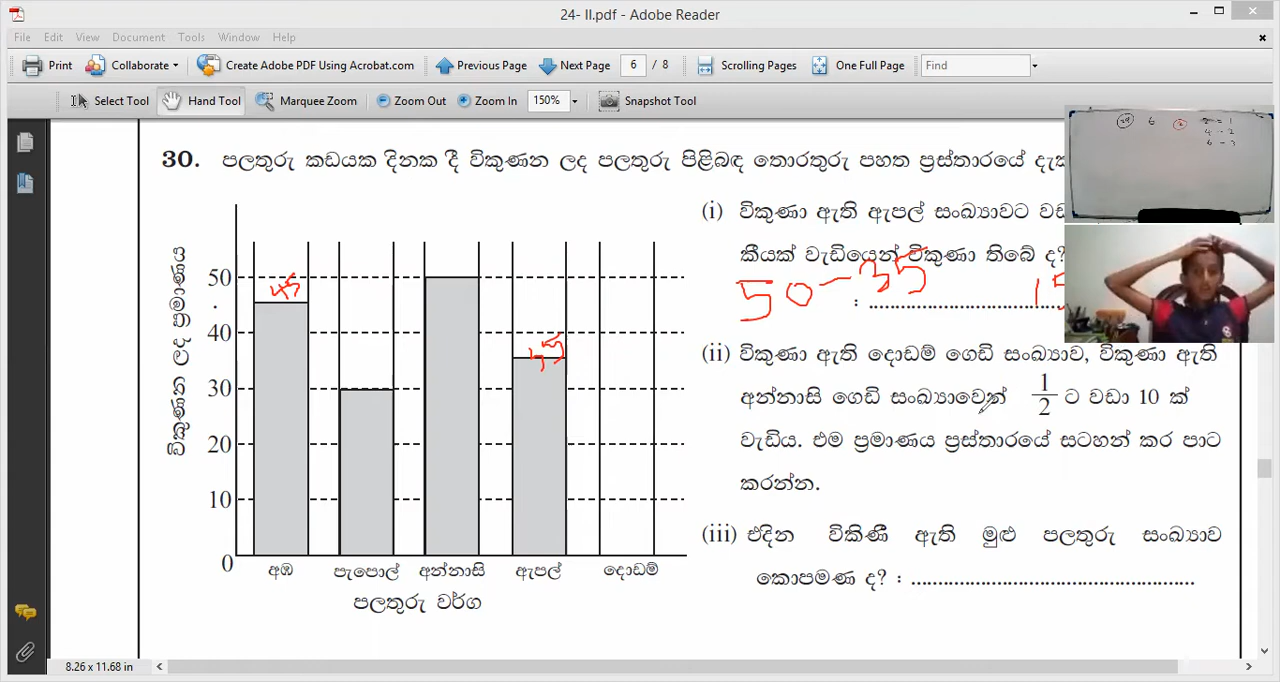 24- II.pdf - Adobe Reader
File Edit View Document Tools Window Help
Print Collaborate Create Adobe PDF Using Acrobat.com Previous Page Next Page 6 / 8 Scrolling Pages One Full Page Find
Select Tool Hand Tool Marquee Zoom Zoom Out Zoom In 150% Snapshot Tool
30. පලතුරු කඩයක දිනක දී විකුණන ලද පලතුරු පිළිබඳ තොරතුරු පහත ප්‍රස්තාරයේ
විකුණන ලද ප්‍රමාණය
50
40
30
20
10
0
45
අඹ පැපොල් අන්නාසි ඇපල් දොඩම්
පලතුරු වර්ග
(i) විකුණා ඇති ඇපල් සංඛ්‍යාවට
කීයක් වැඩියෙන් විකුණා තිබේ ද?
50 - 35
: ........................................
(ii) විකුණා ඇති දොඩම් ගෙඩි සංඛ්‍යාව, විකුණා ඇති
අන්නාසි ගෙඩි සංඛ්‍යාවෙන් 1/2 ට වඩා 10 ක්
වැඩිය. එම ප්‍රමාණය ප්‍රස්තාරයේ සටහන් කර පාට
කරන්න.
(iii) එදින විකිණී ඇති මුළු පලතුරු සංඛ්‍යාව
කොපමණ ද? : ........................................
8.26 x 11.68 in